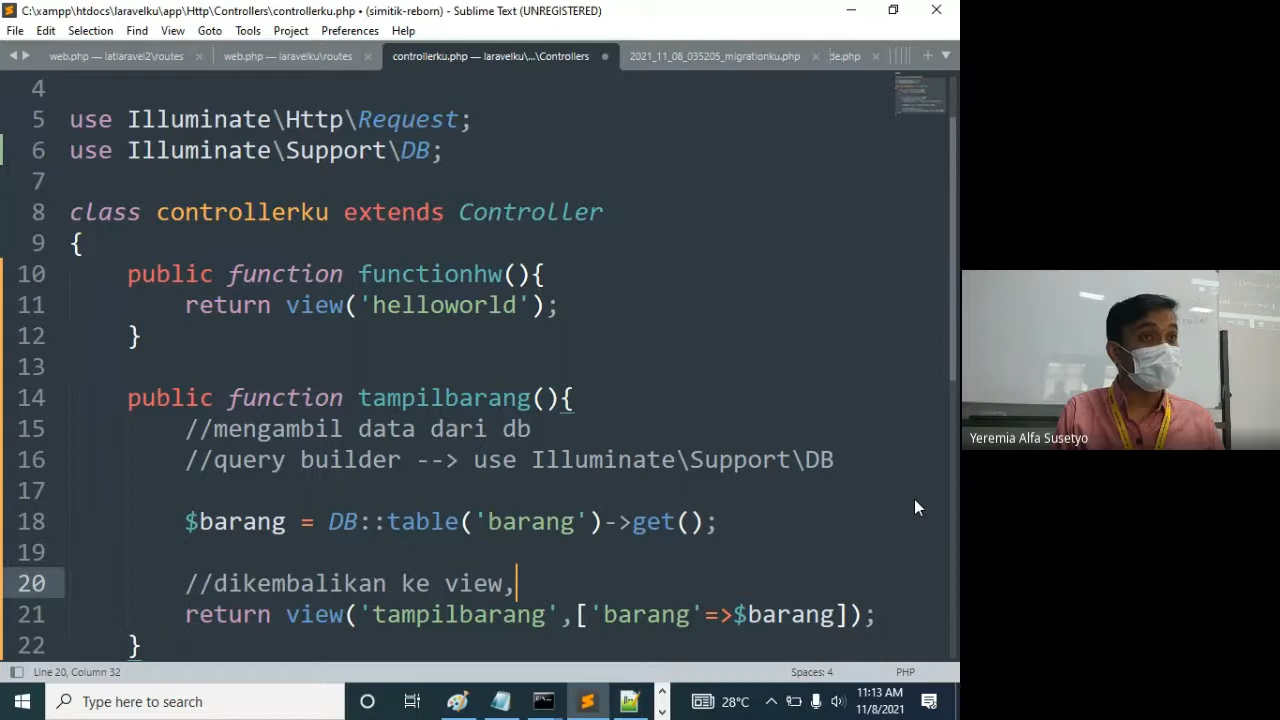 C:\xampp\htdocs\laravelku\app\Http\Controllers\controllerku.php • (simitik-reborn) - Sublime Text (UNREGISTERED)
File Edit Selection Find View Goto Tools Project Preferences Help
web.php — latlaravel2\routes
web.php — laravelku\routes
controllerku.php — laravelku\...\Controllers
2021_11_08_035205_migrationku.php
de.php
4
5 use Illuminate\Http\Request;
6 use Illuminate\Support\DB;
7
8 class controllerku extends Controller
9 {
10 public function functionhw(){
11 return view('helloworld');
12 }
13
14 public function tampilbarang(){
15 //mengambil data dari db
16 //query builder --> use Illuminate\Support\DB
17
18 $barang = DB::table('barang')->get();
19
20 //dikembalikan ke view,
21 return view('tampilbarang',['barang'=>$barang]);
22 }
Yeremia Alfa Susetyo
Line 20, Column 32
Spaces: 4
PHP
Type here to search
28°C
11:13 AM
11/8/2021